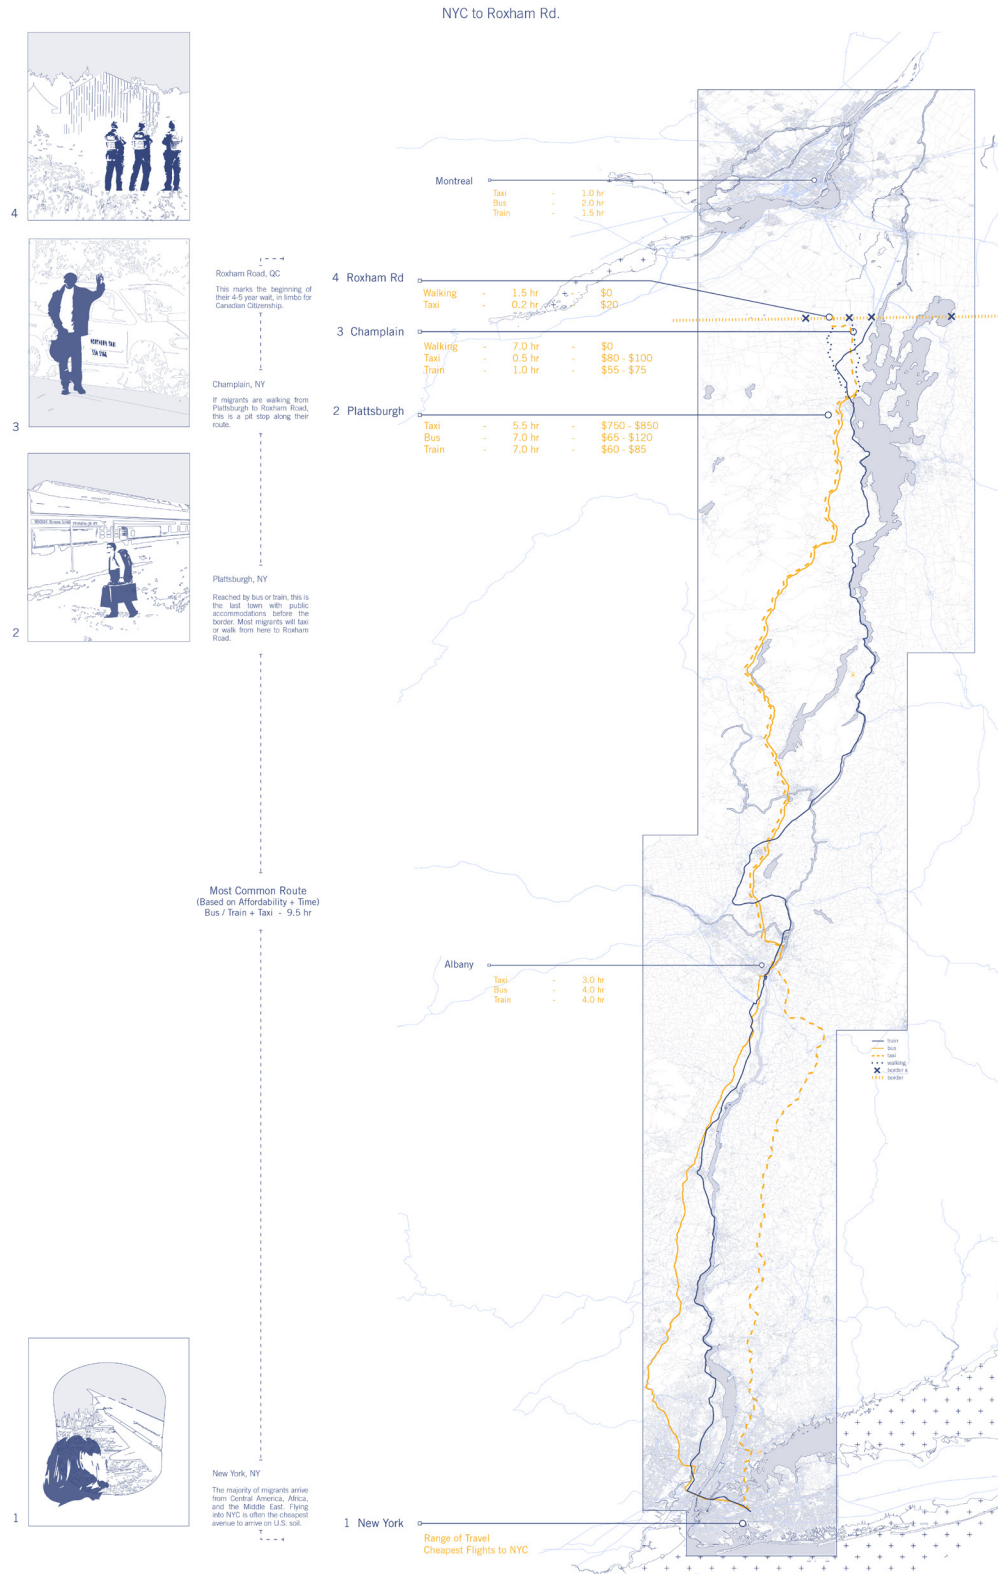 NYC to Roxham Rd.
4
Roxham Road, QC
This marks the beginning of
their 4-5 year wait, in limbo for
Canadian Citizenship.
NORTHERN TAXI
3
Champlain, NY
If migrants are walking from
Plattsburgh to Roxham Road,
this is a pit stop along their
route.
2
Plattsburgh, NY
Reached by bus or train, this is
the last town with public
accommodations before the
border. Most migrants will taxi
or walk from here to Roxham
Road.
Most Common Route
(Based on Affordability + Time)
Bus / Train + Taxi - 9.5 hr
1
New York, NY
The majority of migrants arrive
from Central America, Africa,
and the Middle East. Flying
into NYC is often the cheapest
avenue to arrive on U.S. soil.
Montreal
Taxi - 1.0 hr
Bus - 2.0 hr
Train - 1.5 hr
4 Roxham Rd
Walking - 1.5 hr - $0
Taxi - 0.2 hr - $20
3 Champlain
Walking - 7.0 hr - $0
Taxi - 0.5 hr - $80 - $100
Train - 1.0 hr - $55 - $75
2 Plattsburgh
Taxi - 5.5 hr - $750 - $850
Bus - 7.0 hr - $65 - $120
Train - 7.0 hr - $60 - $85
Albany
Taxi - 3.0 hr
Bus - 4.0 hr
Train - 4.0 hr
train
bus
taxi
walking
border x
border
1 New York
Range of Travel
Cheapest Flights to NYC